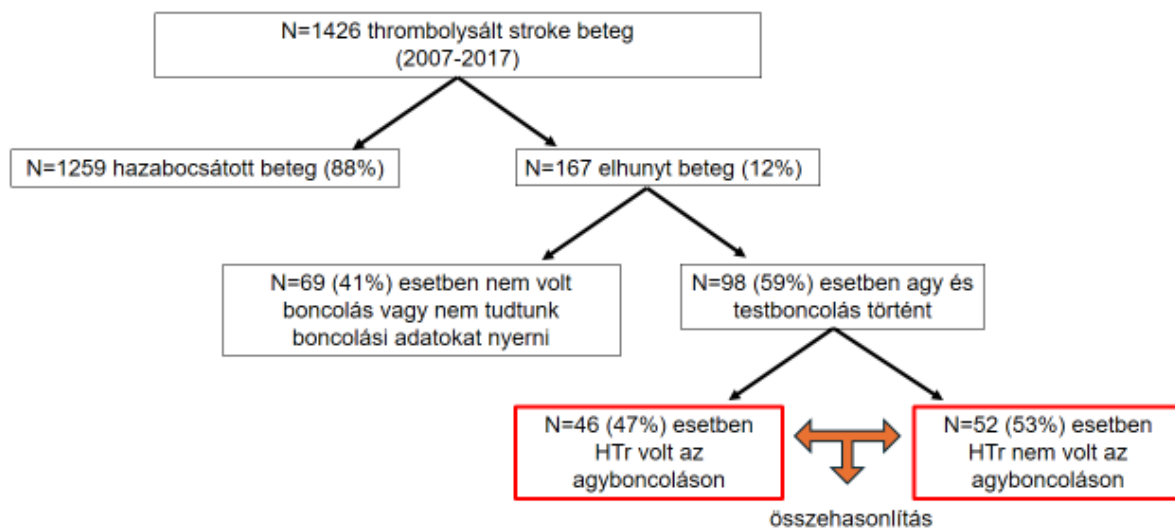 N=1426 thrombolysált stroke beteg
(2007-2017)
N=1259 hazabocsátott beteg (88%)
N=167 elhunyt beteg (12%)
N=69 (41%) esetben nem volt
boncolás vagy nem tudtunk
boncolási adatokat nyerni
N=98 (59%) esetben agy és
testboncolás történt
N=46 (47%) esetben
HTr volt az
agyboncoláson
N=52 (53%) esetben
HTr nem volt az
agyboncoláson
összehasonlítás